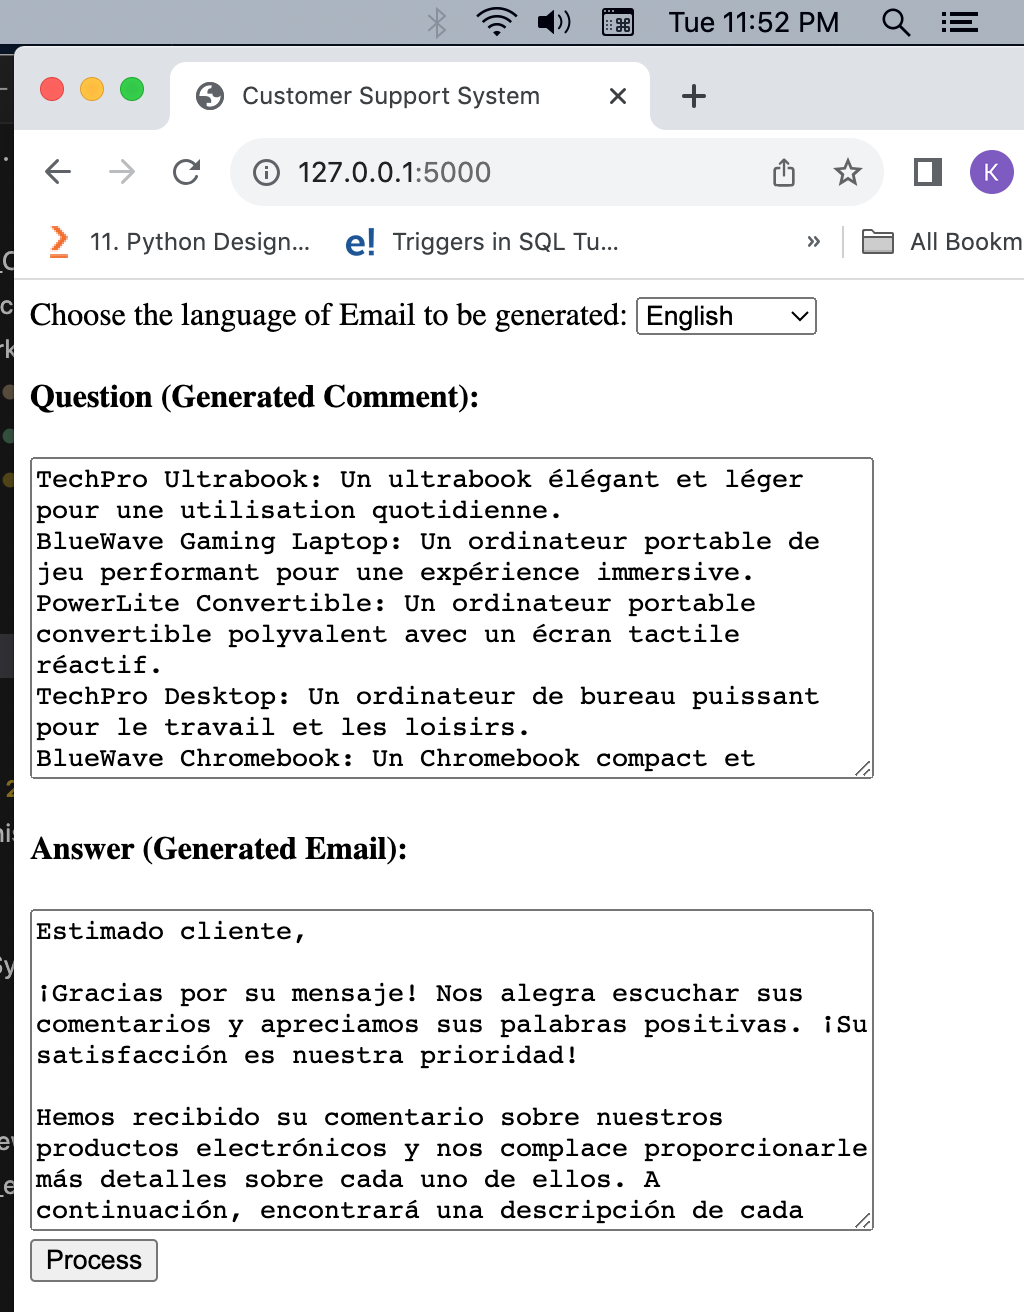 Tue 11:52 PM
Customer Support System
127.0.0.1:5000
K
11. Python Design...
e! Triggers in SQL Tu...
»
All Bookm
Choose the language of Email to be generated: English
Question (Generated Comment):
TechPro Ultrabook: Un ultrabook élégant et léger
pour une utilisation quotidienne.
BlueWave Gaming Laptop: Un ordinateur portable de
jeu performant pour une expérience immersive.
PowerLite Convertible: Un ordinateur portable
convertible polyvalent avec un écran tactile
réactif.
TechPro Desktop: Un ordinateur de bureau puissant
pour le travail et les loisirs.
BlueWave Chromebook: Un Chromebook compact et
Answer (Generated Email):
Estimado cliente,
¡Gracias por su mensaje! Nos alegra escuchar sus
comentarios y apreciamos sus palabras positivas. ¡Su
satisfacción es nuestra prioridad!
Hemos recibido su comentario sobre nuestros
productos electrónicos y nos complace proporcionarle
más detalles sobre cada uno de ellos. A
continuación, encontrará una descripción de cada
Process